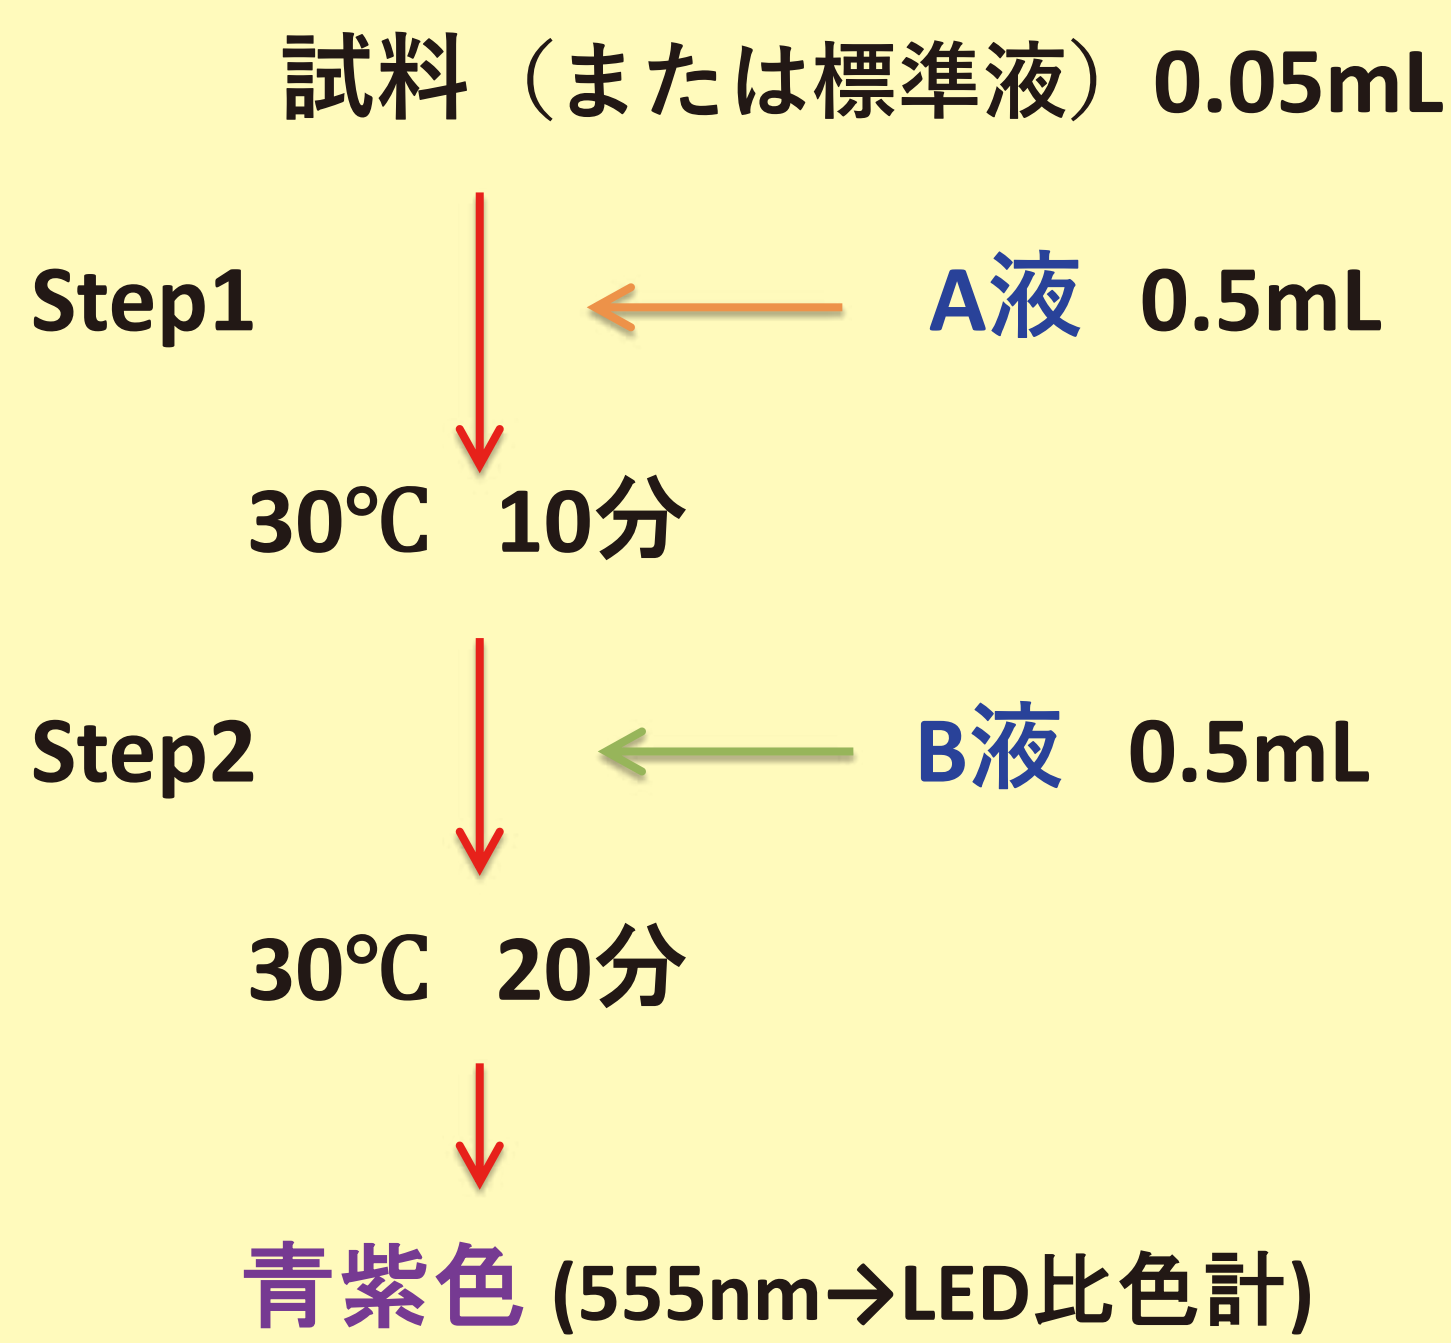 試料（または標準液）0.05mL
Step1 A液 0.5mL
30℃ 10分
Step2 B液 0.5mL
30℃ 20分
青紫色 (555nm→LED比色計)